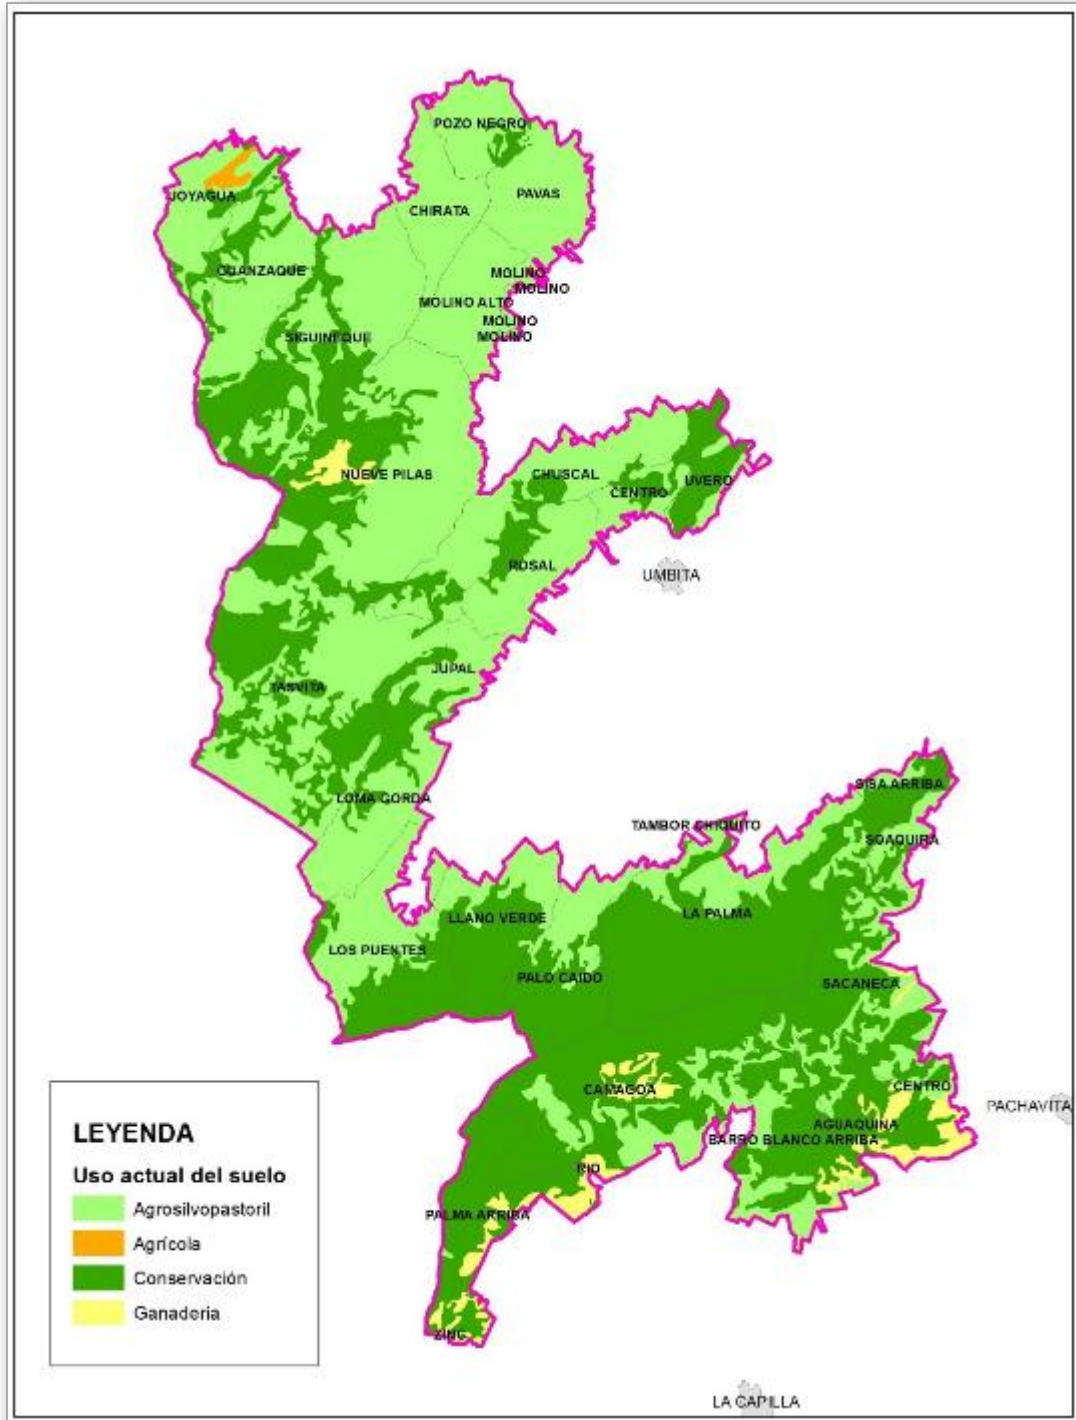 POZO NEGRO
JOYAGUA
PAVAS
CHIRATA
GUANZAQUE
MOLINO
MOLINO
MOLINO ALTO
MOLINO
MOLINO
SIGUINEQUE
NUEVE PILAS
CHUSCAL
UVERO
CENTRO
ROSAL
UMBITA
JUPAL
TASVITA
LOMA GORDA
SISA ARRIBA
TAMBOR CHIQUITO
SOAQUIRA
LA PALMA
LLANO VERDE
LOS PUENTES
PALO CAIDO
SACANECA
CAMAGOA
CENTRO
PACHAVITA
AGUAQUINA
BARRO BLANCO ARRIBA
RIO
PALMA ARRIBA
ZINC
LA CAPILLA
LEYENDA
Uso actual del suelo
Agrosilvopastoril
Agrícola
Conservación
Ganaderia